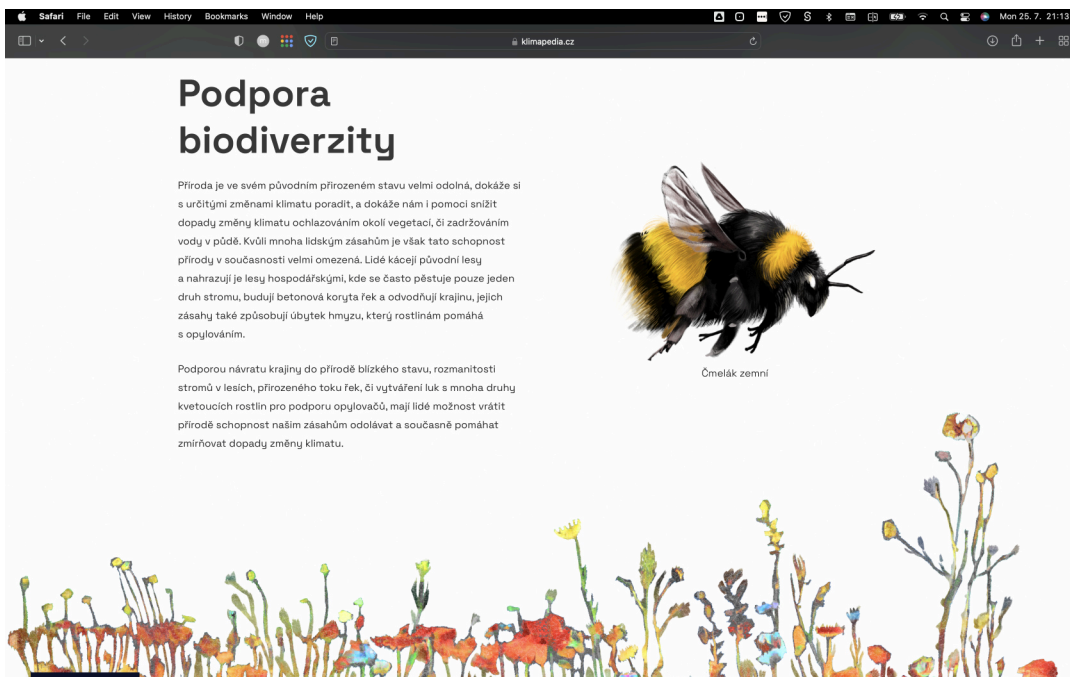 Safari File Edit View History Bookmarks Window Help
Mon 25. 7. 21:13
klimapedia.cz
Podpora
biodiverzity
Příroda je ve svém původním přirozeném stavu velmi odolná, dokáže si
s určitými změnami klimatu poradit, a dokáže nám i pomoci snížit
dopady změny klimatu ochlazováním okolí vegetací, či zadržováním
vody v půdě. Kvůli mnoha lidským zásahům je však tato schopnost
přírody v současnosti velmi omezená. Lidé kácejí původní lesy
a nahrazují je lesy hospodářskými, kde se často pěstuje pouze jeden
druh stromu, budují betonová koryta řek a odvodňují krajinu, jejich
zásahy také způsobují úbytek hmyzu, který rostlinám pomáhá
s opylováním.
Podporou návratu krajiny do přírodě blízkého stavu, rozmanitosti
stromů v lesích, přirozeného toku řek, či vytváření luk s mnoha druhy
kvetoucích rostlin pro podporu opylovačů, mají lidé možnost vrátit
přírodě schopnost našim zásahům odolávat a současně pomáhat
zmírňovat dopady změny klimatu.
Čmelák zemní